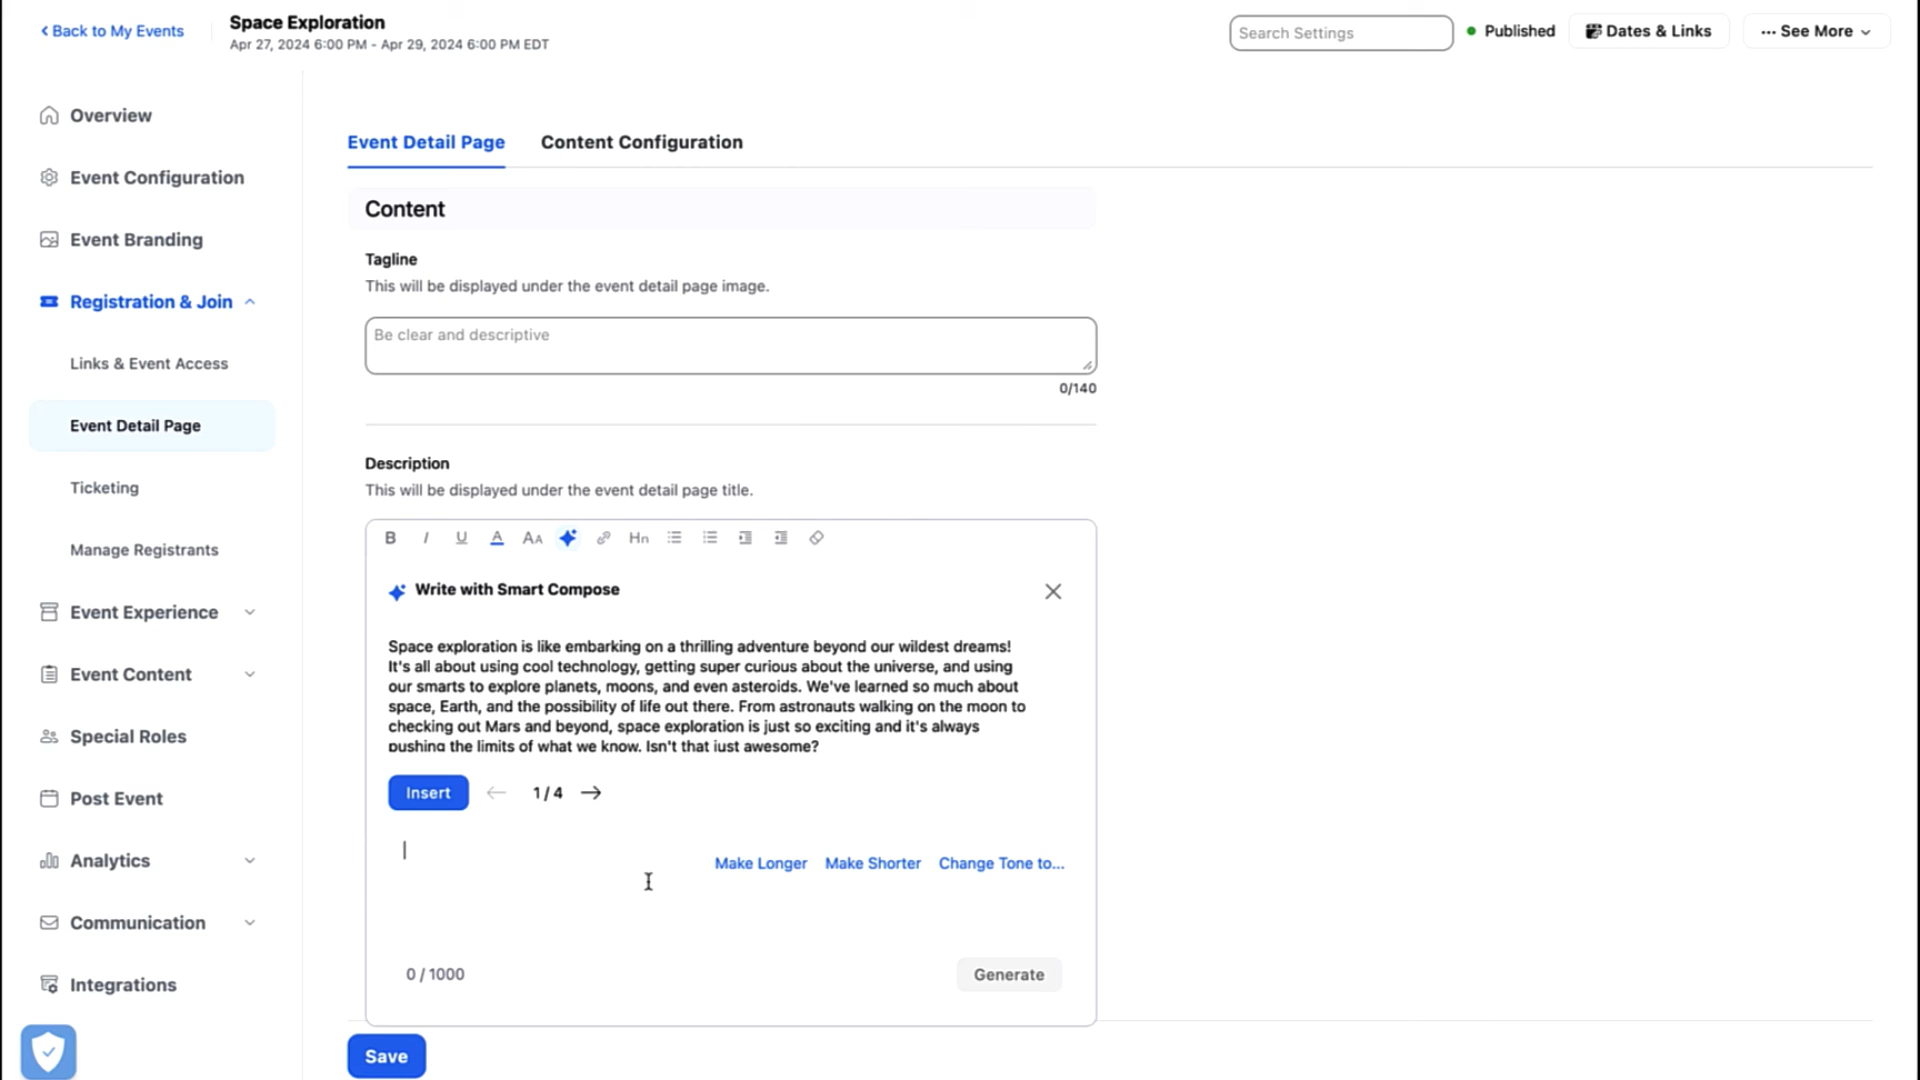 Back to My Events
Space Exploration
Apr 27, 2024 6:00 PM - Apr 29, 2024 6:00 PM EDT
Search Settings
Published
Dates & Links
··· See More
Overview
Event Configuration
Event Branding
Registration & Join
Links & Event Access
Event Detail Page
Ticketing
Manage Registrants
Event Experience
Event Content
Special Roles
Post Event
Analytics
Communication
Integrations
Event Detail Page
Content Configuration
Content
Tagline
This will be displayed under the event detail page image.
Be clear and descriptive
0/140
Description
This will be displayed under the event detail page title.
B I U A AA Hn
Write with Smart Compose
Space exploration is like embarking on a thrilling adventure beyond our wildest dreams!
It's all about using cool technology, getting super curious about the universe, and using
our smarts to explore planets, moons, and even asteroids. We've learned so much about
space, Earth, and the possibility of life out there. From astronauts walking on the moon to
checking out Mars and beyond, space exploration is just so exciting and it's always
pushing the limits of what we know. Isn't that just awesome?
Insert
1 / 4
Make Longer
Make Shorter
Change Tone to...
0 / 1000
Generate
Save